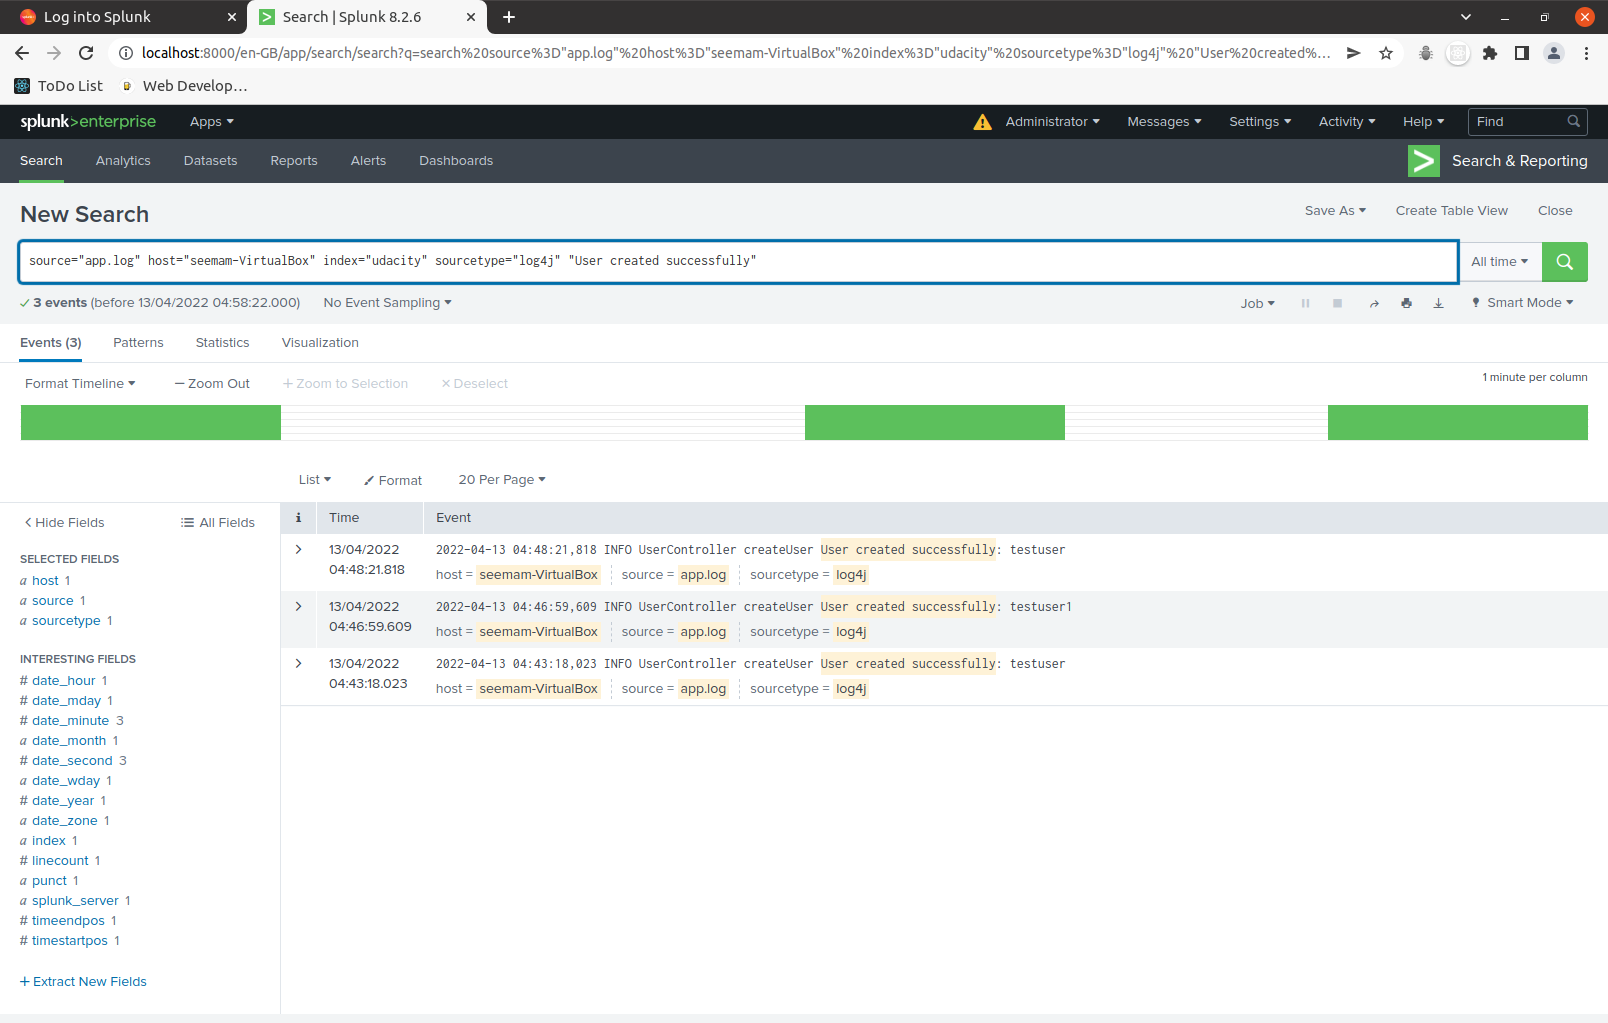 Log into Splunk
Search | Splunk 8.2.6
localhost:8000/en-GB/app/search/search?q=search%20source%3D"app.log"%20host%3D"seemam-VirtualBox"%20index%3D"udacity"%20sourcetype%3D"log4j"%20"User%20created%...
ToDo List Web Develop...
splunk>enterprise Apps Administrator Messages Settings Activity Help Find
Search Analytics Datasets Reports Alerts Dashboards Search & Reporting
New Search Save As Create Table View Close
source="app.log" host="seemam-VirtualBox" index="udacity" sourcetype="log4j" "User created successfully" All time
3 events (before 13/04/2022 04:58:22.000) No Event Sampling Job Smart Mode
Events (3) Patterns Statistics Visualization
Format Timeline — Zoom Out + Zoom to Selection × Deselect 1 minute per column
List Format 20 Per Page
< Hide Fields All Fields
i Time Event
SELECTED FIELDS
a host 1
a source 1
a sourcetype 1
INTERESTING FIELDS
# date_hour 1
# date_mday 1
# date_minute 3
a date_month 1
# date_second 3
a date_wday 1
# date_year 1
a date_zone 1
a index 1
# linecount 1
a punct 1
a splunk_server 1
# timeendpos 1
# timestartpos 1
+ Extract New Fields
> 13/04/2022 2022-04-13 04:48:21,818 INFO UserController createUser User created successfully: testuser
04:48:21.818 host = seemam-VirtualBox source = app.log sourcetype = log4j
> 13/04/2022 2022-04-13 04:46:59,609 INFO UserController createUser User created successfully: testuser1
04:46:59.609 host = seemam-VirtualBox source = app.log sourcetype = log4j
> 13/04/2022 2022-04-13 04:43:18,023 INFO UserController createUser User created successfully: testuser
04:43:18.023 host = seemam-VirtualBox source = app.log sourcetype = log4j